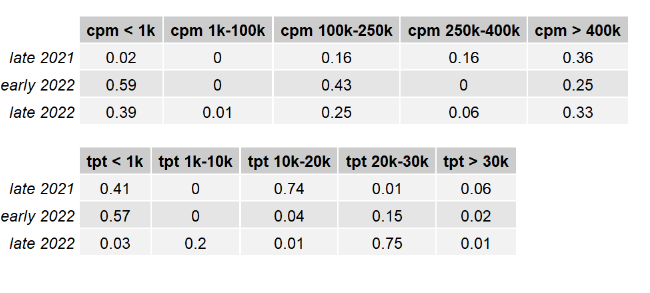 cpm < 1k cpm 1k-100k cpm 100k-250k cpm 250k-400k cpm > 400k
late 2021 0.02 0 0.16 0.16 0.36
early 2022 0.59 0 0.43 0 0.25
late 2022 0.39 0.01 0.25 0.06 0.33
tpt < 1k tpt 1k-10k tpt 10k-20k tpt 20k-30k tpt > 30k
late 2021 0.41 0 0.74 0.01 0.06
early 2022 0.57 0 0.04 0.15 0.02
late 2022 0.03 0.2 0.01 0.75 0.01